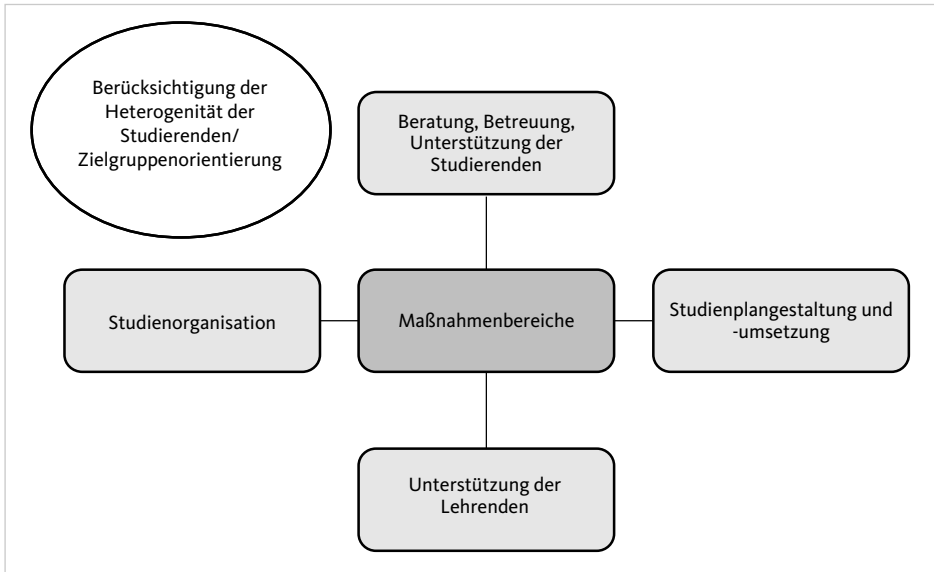 Berücksichtigung der
Heterogenität der
Studierenden/
Zielgruppenorientierung
Beratung, Betreuung,
Unterstützung der
Studierenden
Studienorganisation
Maßnahmenbereiche
Studienplangestaltung und
-umsetzung
Unterstützung der
Lehrenden